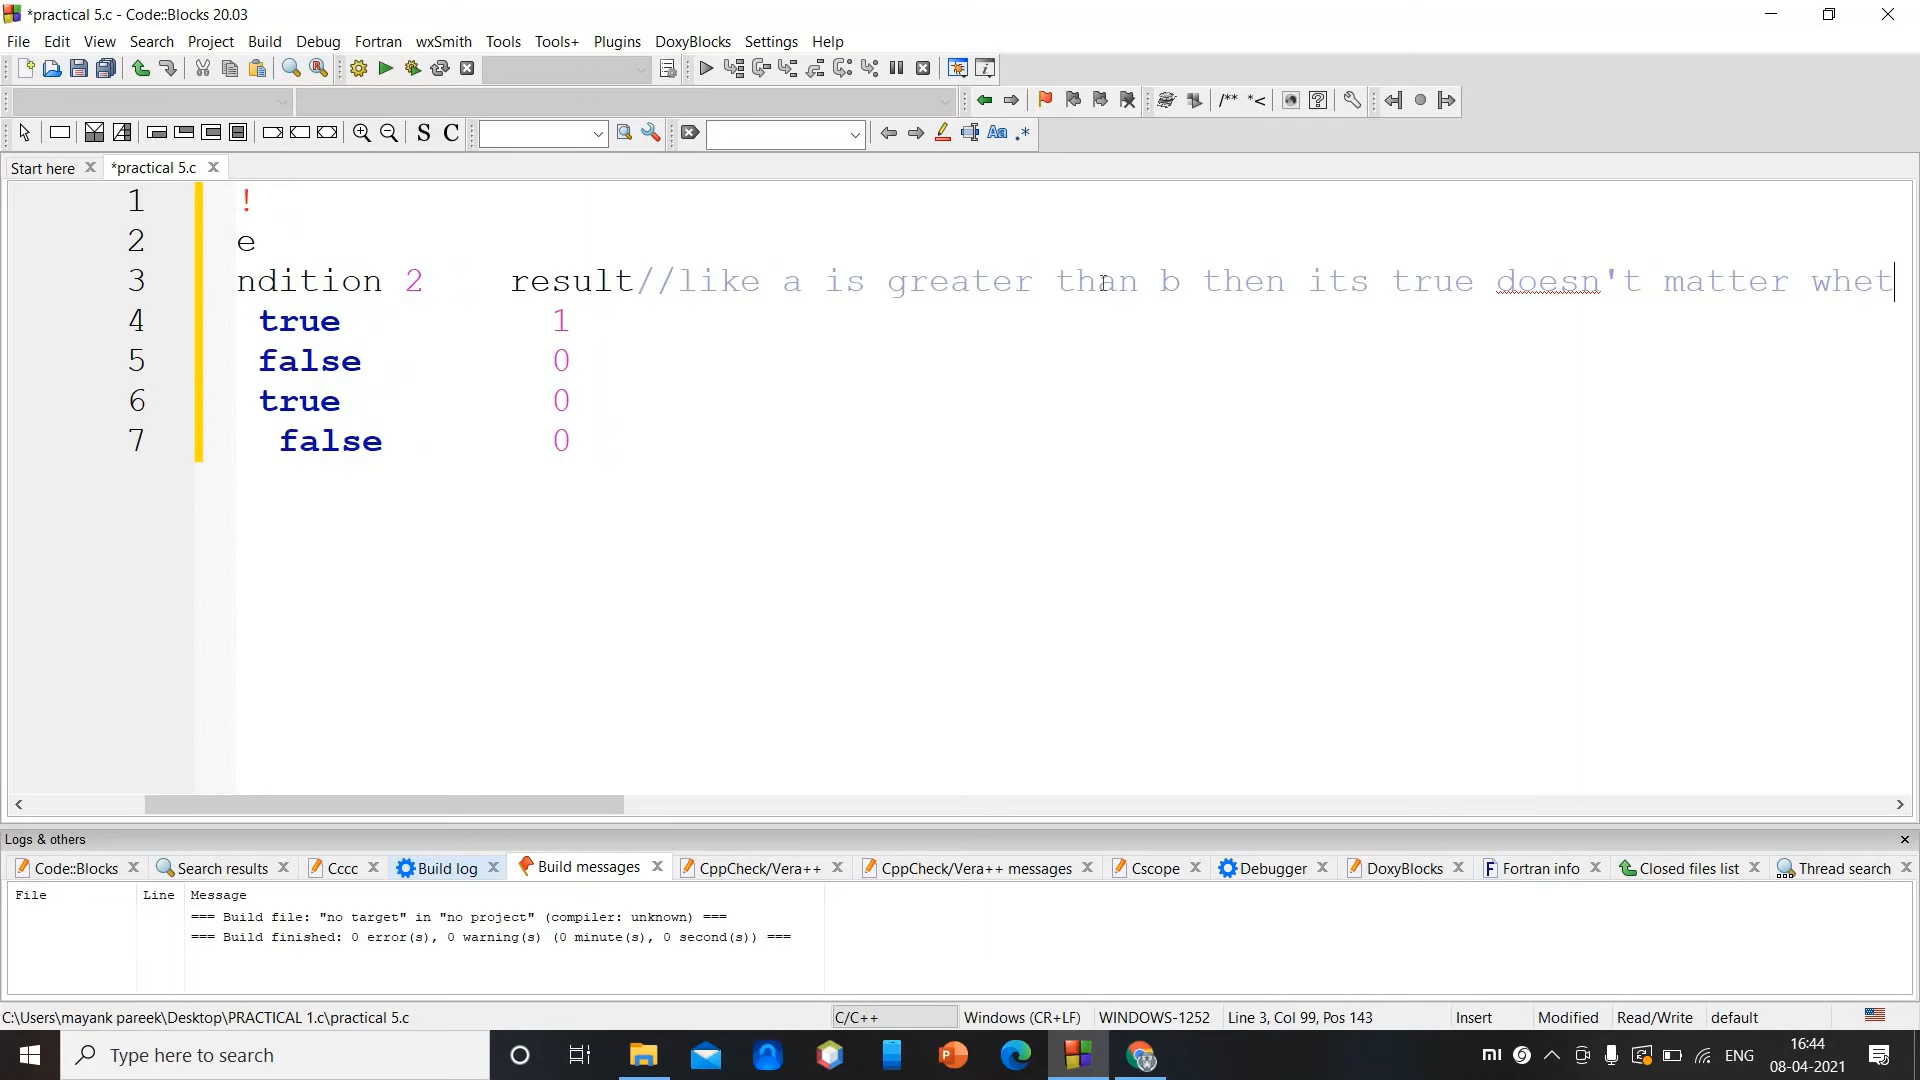 *practical 5.c - Code::Blocks 20.03
File Edit View Search Project Build Debug Fortran wxSmith Tools Tools+ Plugins DoxyBlocks Settings Help
/** *<
S C
Aa .*
Start here *practical 5.c
1 !
2 e
3 ndition 2 result//like a is greater than b then its true doesn't matter whet
4 true 1
5 false 0
6 true 0
7 false 0
Logs & others
Code::Blocks Search results Cccc Build log Build messages CppCheck/Vera++ CppCheck/Vera++ messages Cscope Debugger DoxyBlocks Fortran info Closed files list Thread search
File Line Message
=== Build file: "no target" in "no project" (compiler: unknown) ===
=== Build finished: 0 error(s), 0 warning(s) (0 minute(s), 0 second(s)) ===
C:\Users\mayank pareek\Desktop\PRACTICAL 1.c\practical 5.c C/C++ Windows (CR+LF) WINDOWS-1252 Line 3, Col 99, Pos 143 Insert Modified Read/Write default
Type here to search
ENG
16:44
08-04-2021